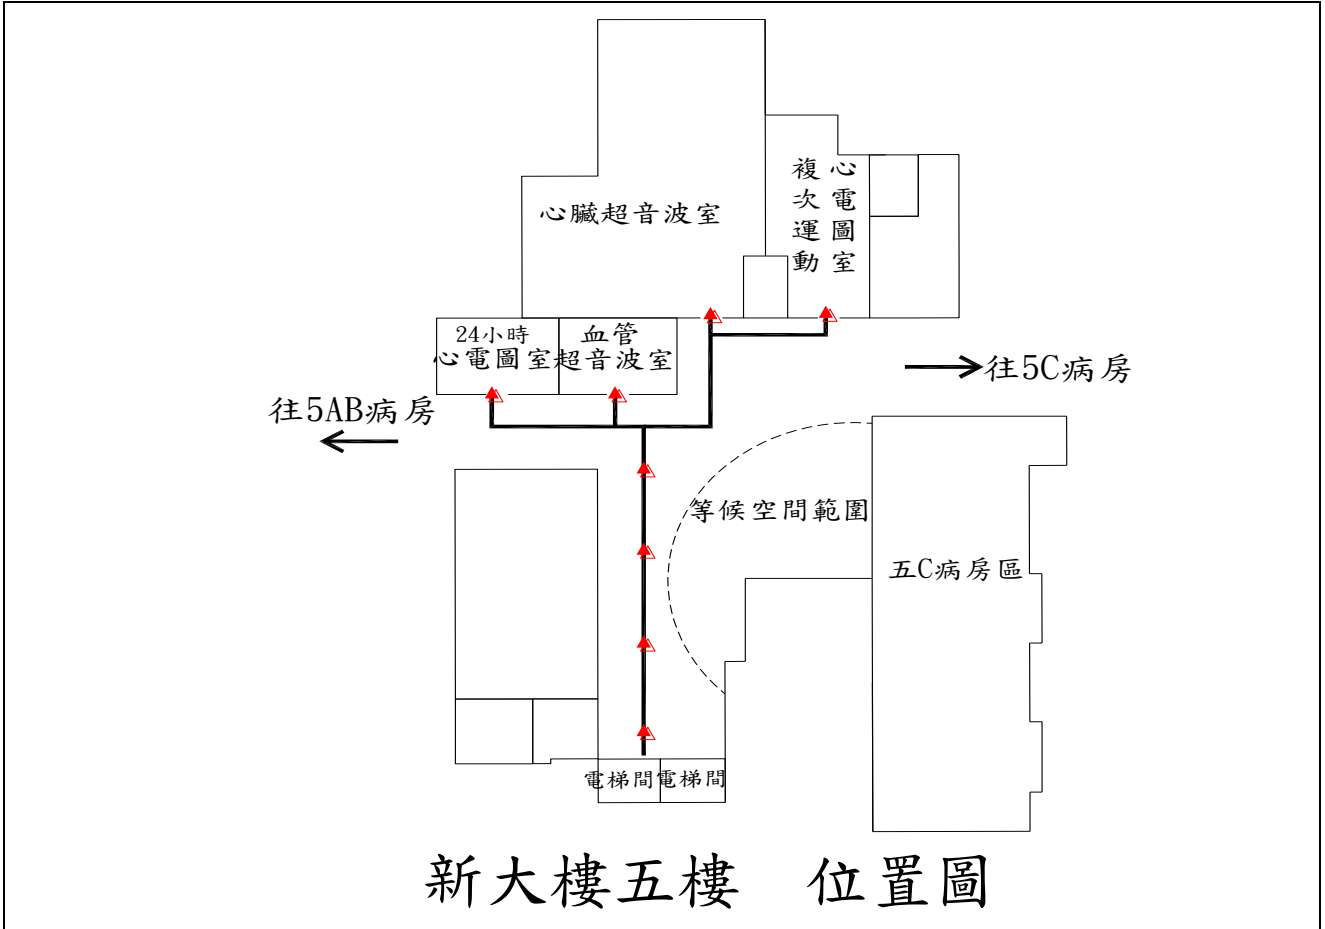 心電圖室
複次運動
心臟超音波室
24小時
心電圖室
血管
超音波室
往5C病房
往5AB病房
等候空間範圍
五C病房區
電梯間
電梯間
新大樓五樓 位置圖